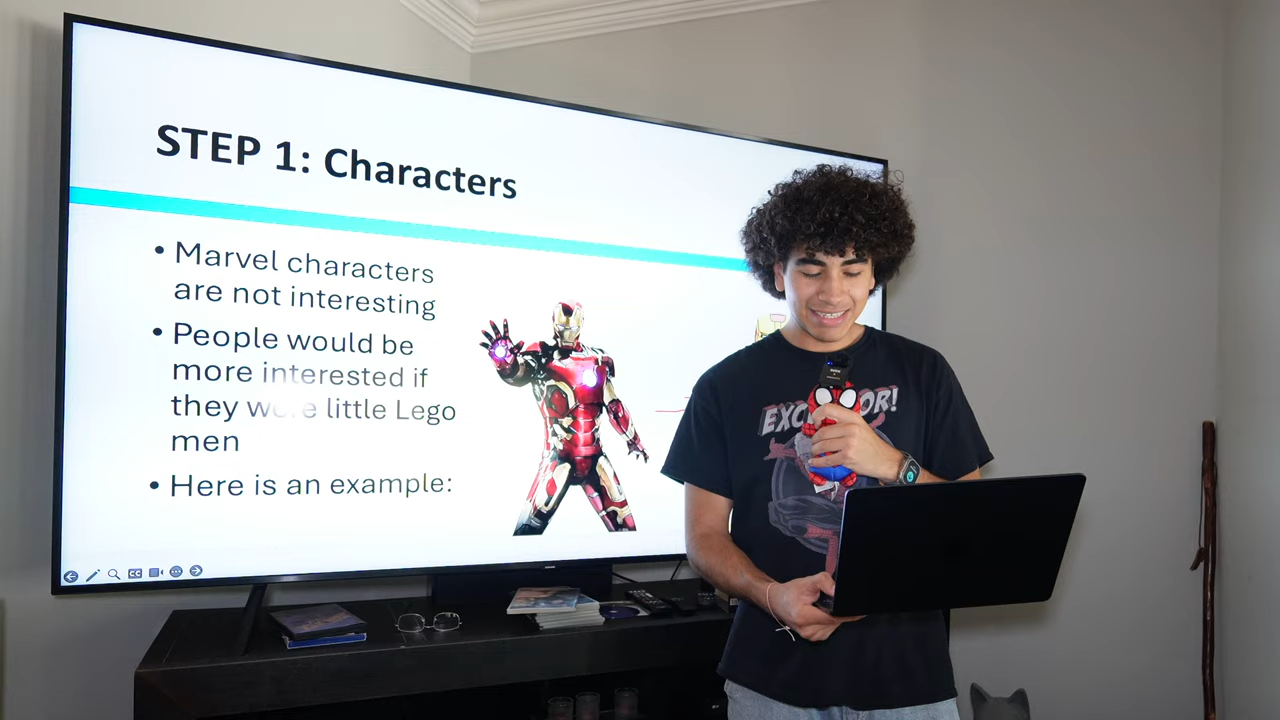 STEP 1: Characters
• Marvel characters
are not interesting
• People would be
more interested if
they were little Lego
men
• Here is an example:
CC